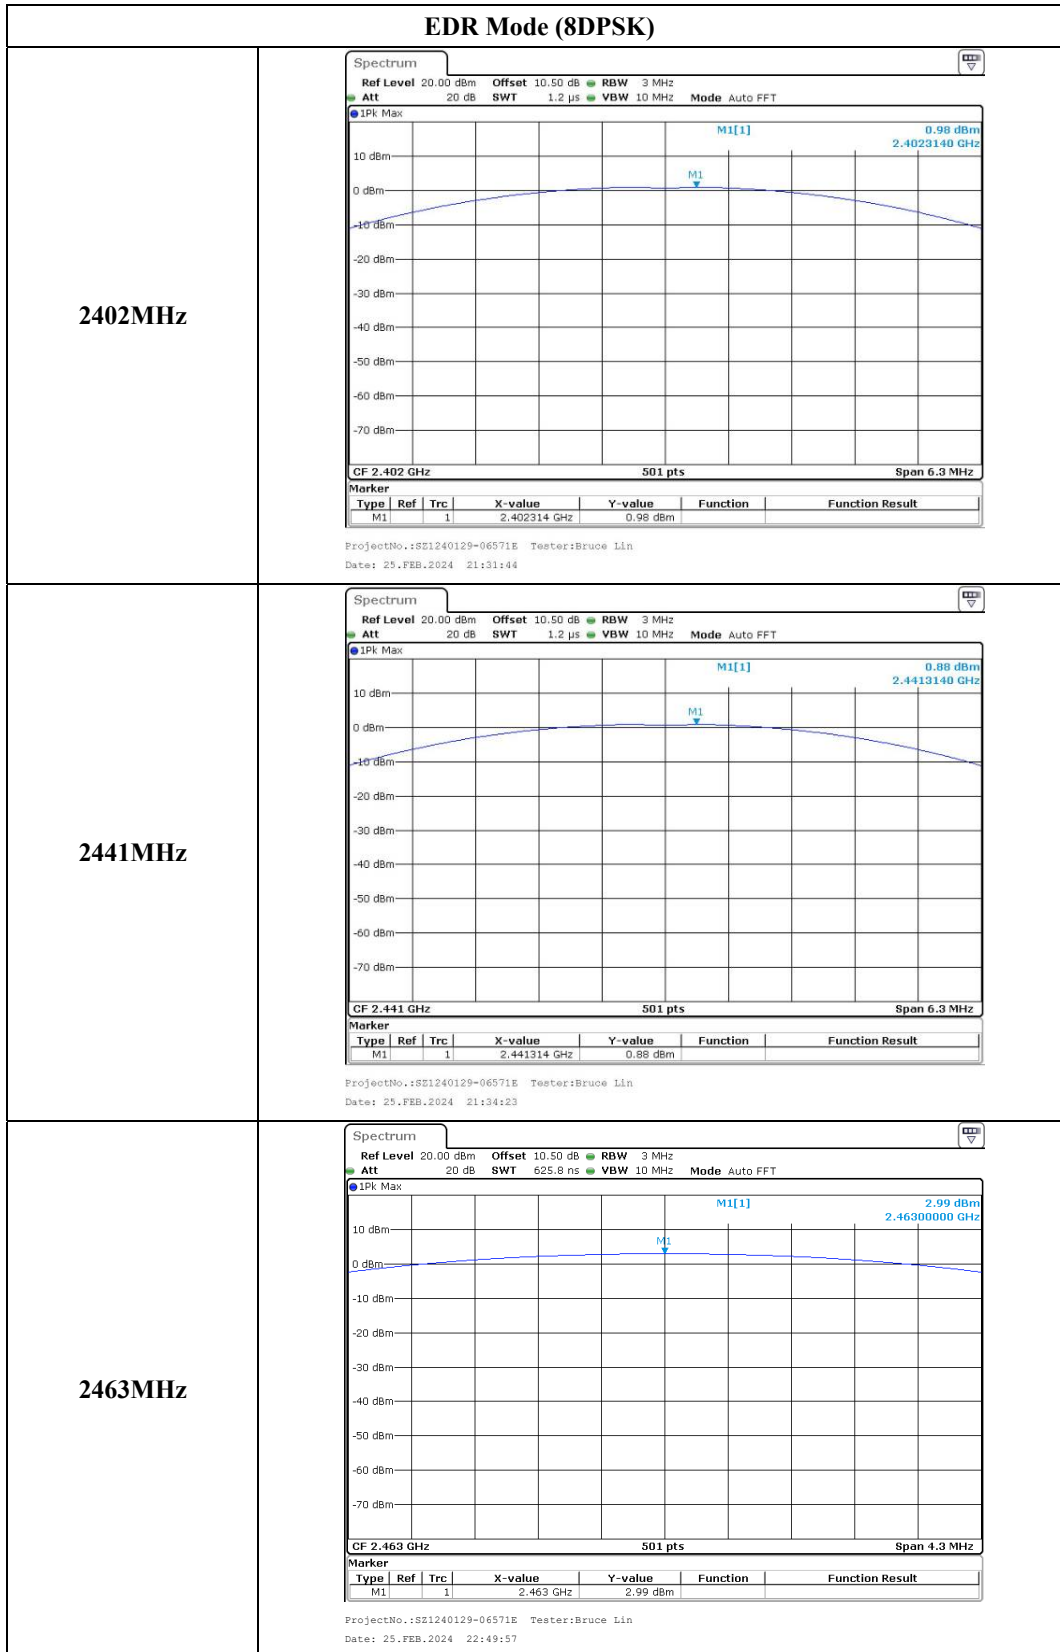 EDR Mode (8DPSK)
2402MHz
Spectrum
Ref Level 20.00 dBm Offset 10.50 dB RBW 3 MHz
Att 20 dB SWT 1.2 µs VBW 10 MHz Mode Auto FFT
1Pk Max
M1[1] 0.98 dBm
2.4023140 GHz
10 dBm
M1
0 dBm
-10 dBm
-20 dBm
-30 dBm
-40 dBm
-50 dBm
-60 dBm
-70 dBm
CF 2.402 GHz 501 pts Span 6.3 MHz
Marker
Type Ref Trc X-value Y-value Function Function Result
M1 1 2.402314 GHz 0.98 dBm
ProjectNo.:SZ1240129-06571E Tester:Bruce Lin
Date: 25.FEB.2024 21:31:44
2441MHz
Spectrum
Ref Level 20.00 dBm Offset 10.50 dB RBW 3 MHz
Att 20 dB SWT 1.2 µs VBW 10 MHz Mode Auto FFT
1Pk Max
M1[1] 0.88 dBm
2.4413140 GHz
10 dBm
M1
0 dBm
-10 dBm
-20 dBm
-30 dBm
-40 dBm
-50 dBm
-60 dBm
-70 dBm
CF 2.441 GHz 501 pts Span 6.3 MHz
Marker
Type Ref Trc X-value Y-value Function Function Result
M1 1 2.441314 GHz 0.88 dBm
ProjectNo.:SZ1240129-06571E Tester:Bruce Lin
Date: 25.FEB.2024 21:34:23
2463MHz
Spectrum
Ref Level 20.00 dBm Offset 10.50 dB RBW 3 MHz
Att 20 dB SWT 625.8 ns VBW 10 MHz Mode Auto FFT
1Pk Max
M1[1] 2.99 dBm
2.46300000 GHz
10 dBm
M1
0 dBm
-10 dBm
-20 dBm
-30 dBm
-40 dBm
-50 dBm
-60 dBm
-70 dBm
CF 2.463 GHz 501 pts Span 4.3 MHz
Marker
Type Ref Trc X-value Y-value Function Function Result
M1 1 2.463 GHz 2.99 dBm
ProjectNo.:SZ1240129-06571E Tester:Bruce Lin
Date: 25.FEB.2024 22:49:57